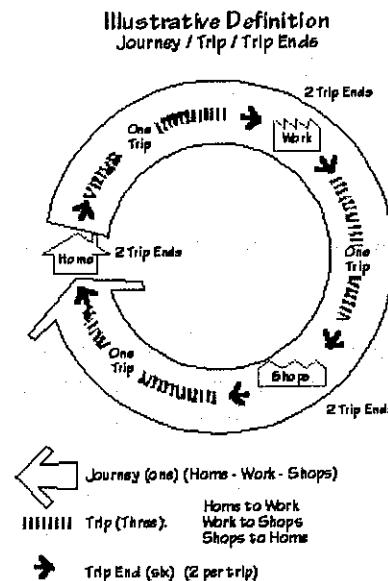 Illustrative Definition
Journey / Trip / Trip Ends
2 Trip Ends
One
Trip
Work
Home
2 Trip Ends
One
Trip
One
Trip
Shops
2 Trip Ends
Journey (one) (Home - Work - Shops)
Trip (Three): Home to Work
Work to Shops
Shops to Home
Trip End (six) (2 per trip)